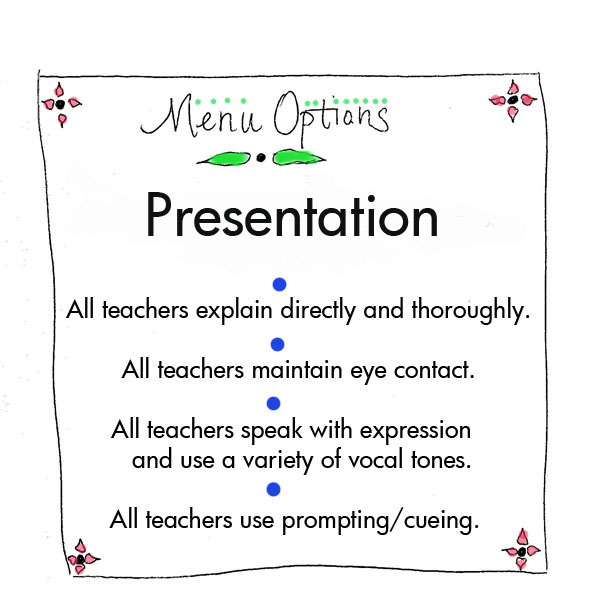 Menu Options
Presentation
All teachers explain directly and thoroughly.
All teachers maintain eye contact.
All teachers speak with expression
and use a variety of vocal tones.
All teachers use prompting/cueing.